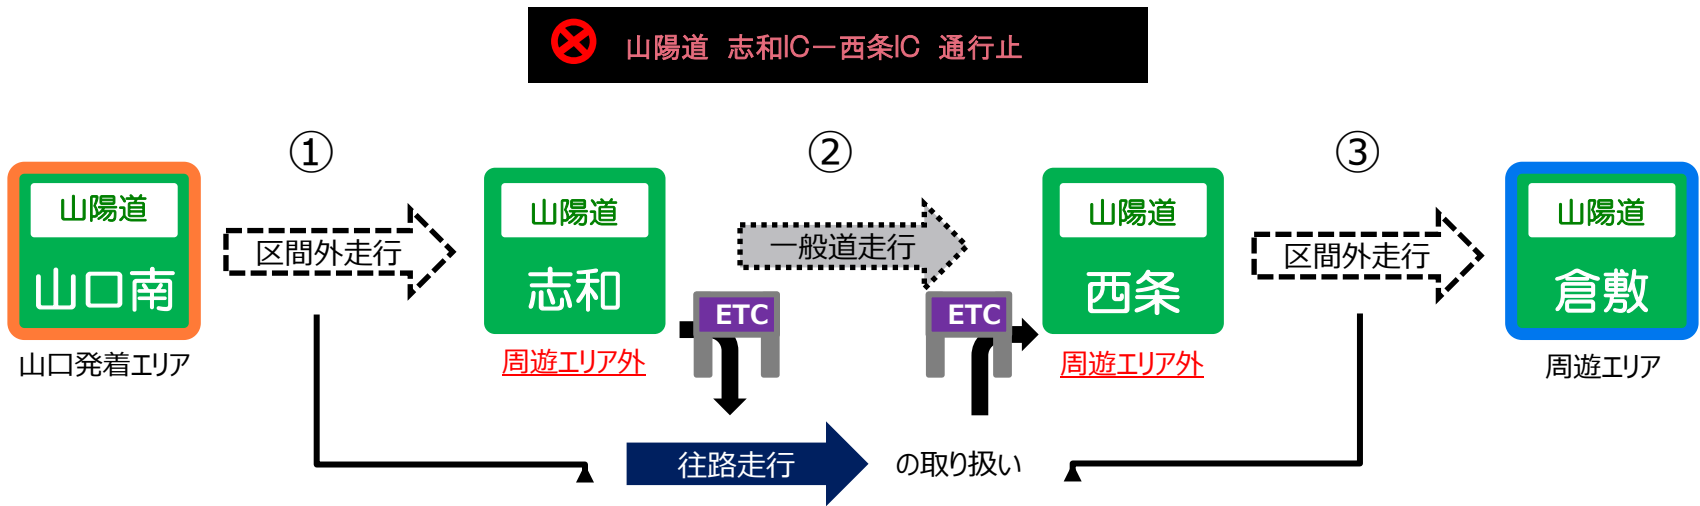 山陽道 志和IC－西条IC 通行止
①
②
③
山陽道
山口南
山口発着エリア
区間外走行
山陽道
志和
周遊エリア外
ETC
一般道走行
ETC
山陽道
西条
周遊エリア外
区間外走行
山陽道
倉敷
周遊エリア
往路走行 の取り扱い